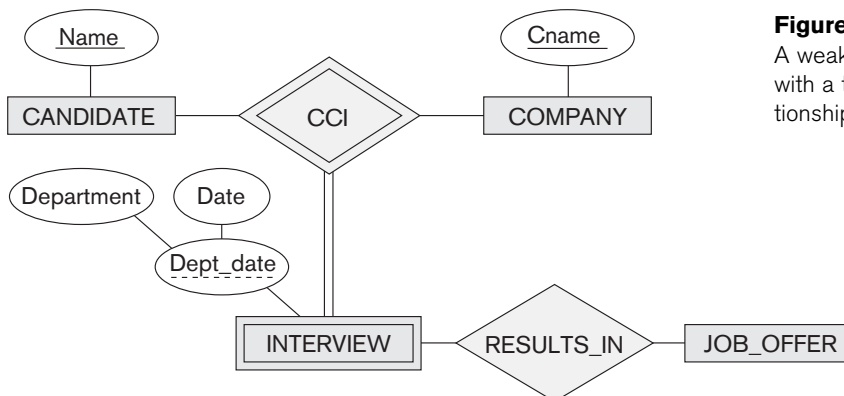 Name
Cname
Figure
A weak
with a t
tionship
CANDIDATE
CCI
COMPANY
Department
Date
Dept_date
INTERVIEW
RESULTS_IN
JOB_OFFER